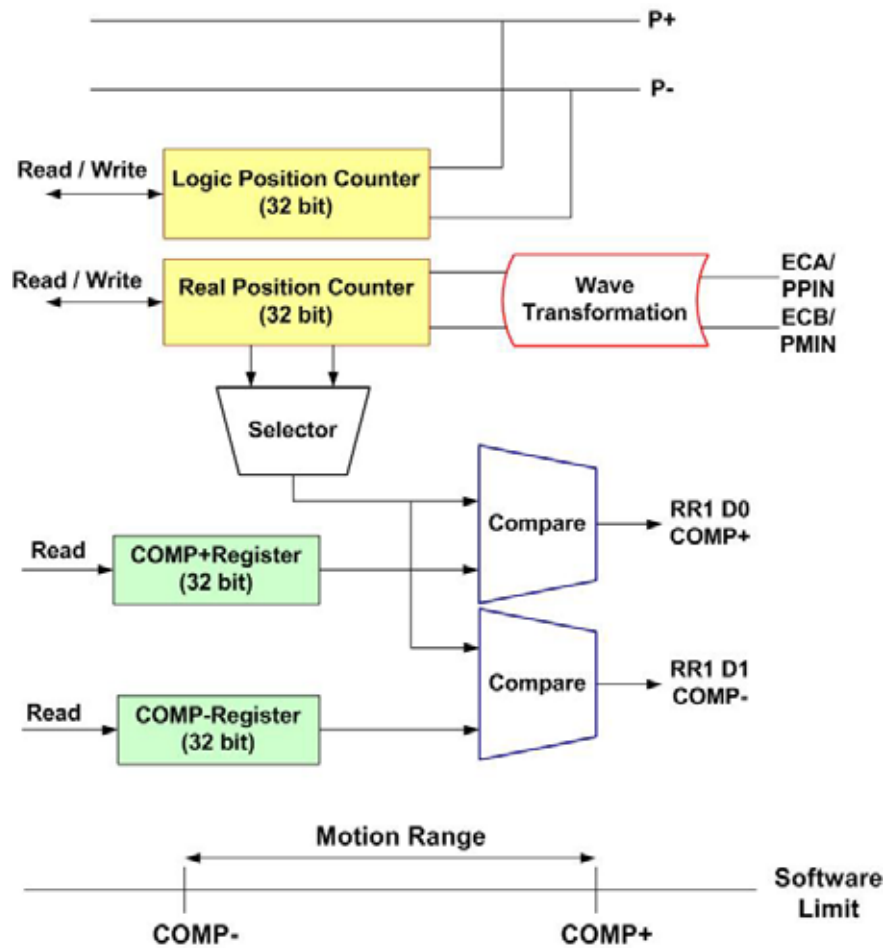 P+
P-
Read / Write
Logic Position Counter
(32 bit)
Read / Write
Real Position Counter
(32 bit)
Wave
Transformation
ECA/
PPIN
ECB/
PMIN
Selector
Compare
RR1 D0
COMP+
Read
COMP+Register
(32 bit)
Compare
RR1 D1
COMP-
Read
COMP-Register
(32 bit)
Motion Range
Software
Limit
COMP-
COMP+